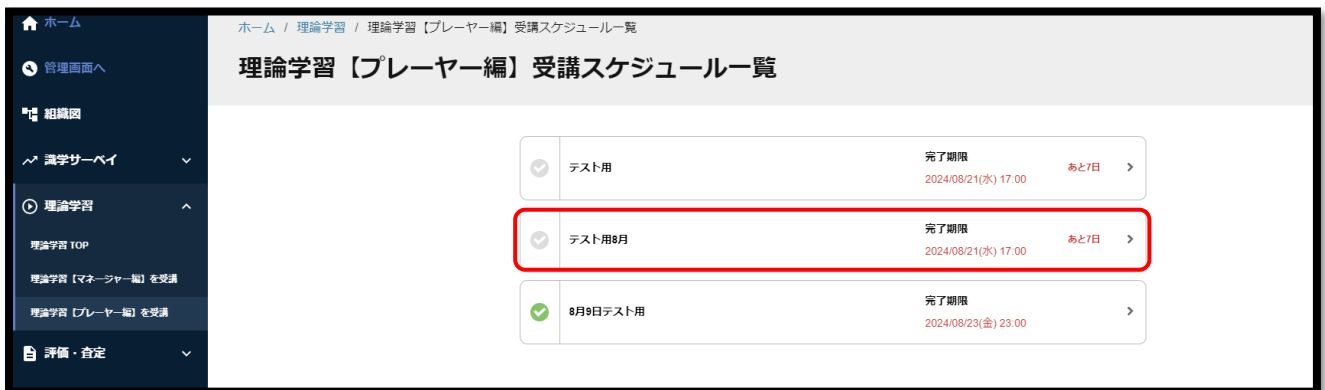 ホーム
管理画面へ
組織図
識学サーベイ
理論学習
理論学習 TOP
理論学習【マネージャー編】を受講
理論学習【プレーヤー編】を受講
評価・査定
ホーム / 理論学習 / 理論学習【プレーヤー編】受講スケジュール一覧
理論学習【プレーヤー編】受講スケジュール一覧
テスト用
完了期限
2024/08/21(水) 17:00
あと7日
テスト用8月
完了期限
2024/08/21(水) 17:00
あと7日
8月9日テスト用
完了期限
2024/08/23(金) 23:00